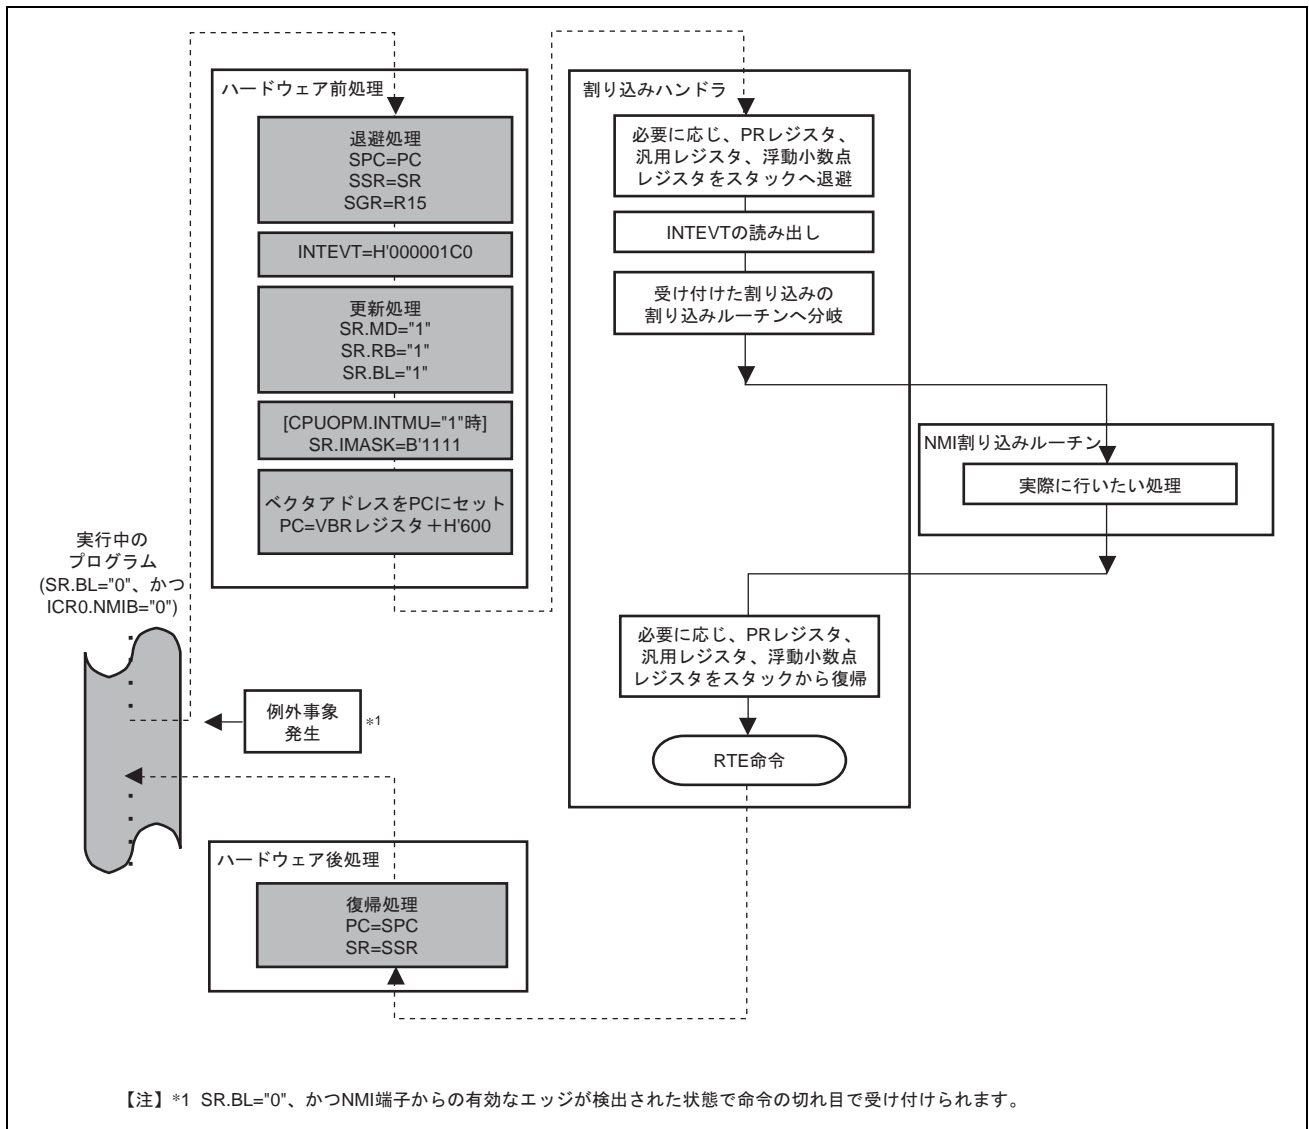 ハードウェア前処理
退避処理
SPC=PC
SSR=SR
SGR=R15
INTEVT=H'000001C0
更新処理
SR.MD="1"
SR.RB="1"
SR.BL="1"
[CPUOPM.INTMU="1"時]
SR.IMASK=B'1111
ベクタアドレスをPCにセット
PC=VBRレジスタ＋H'600
割り込みハンドラ
必要に応じ、PRレジスタ、
汎用レジスタ、浮動小数点
レジスタをスタックへ退避
INTEVTの読み出し
受け付けた割り込みの
割り込みルーチンへ分岐
NMI割り込みルーチン
実際に行いたい処理
必要に応じ、PRレジスタ、
汎用レジスタ、浮動小数点
レジスタをスタックから復帰
RTE命令
実行中の
プログラム
(SR.BL="0"、かつ
ICR0.NMIB="0")
例外事象
発生
*1
ハードウェア後処理
復帰処理
PC=SPC
SR=SSR
【注】*1 SR.BL="0"、かつNMI端子からの有効なエッジが検出された状態で命令の切れ目で受け付けられます。